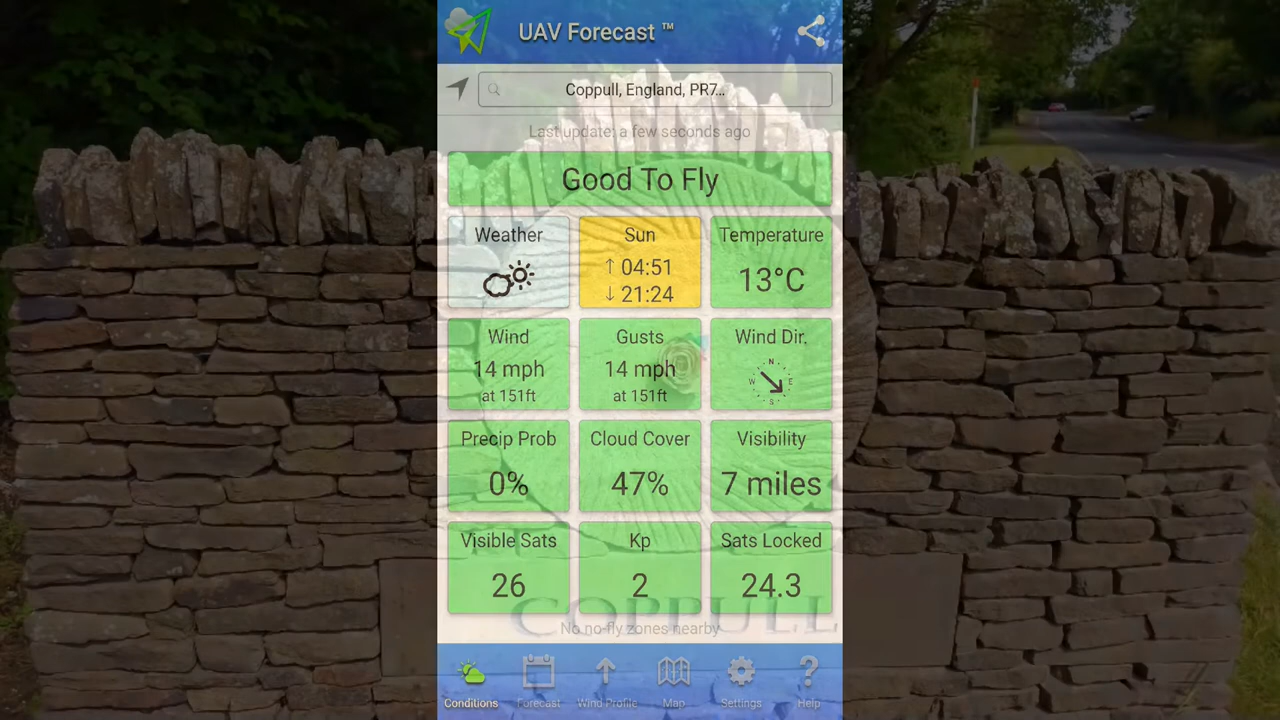 UAV Forecast ™
Coppull, England, PR7...
Last update: a few seconds ago
Good To Fly
Weather
Sun
↑ 04:51
↓ 21:24
Temperature
13°C
Wind
14 mph
at 151ft
Gusts
14 mph
at 151ft
Wind Dir.
N
W E
S
Precip Prob
0%
Cloud Cover
47%
Visibility
7 miles
Visible Sats
26
Kp
2
Sats Locked
24.3
COPPULL
No no-fly zones nearby
Conditions Forecast Wind Profile Map Settings Help